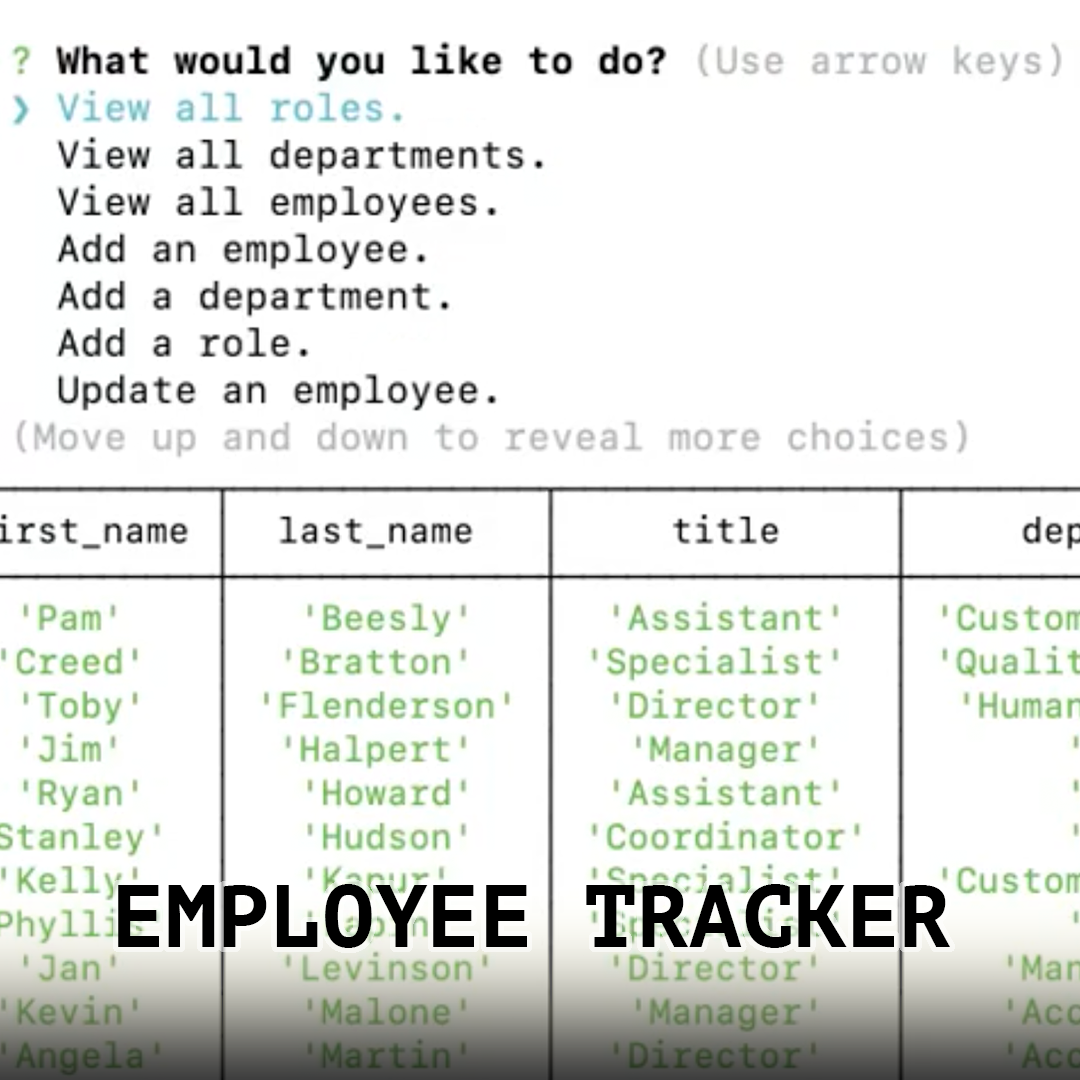 ? What would you like to do? (Use arrow keys)
❯ View all roles.
View all departments.
View all employees.
Add an employee.
Add a department.
Add a role.
Update an employee.
(Move up and down to reveal more choices)
irst_name last_name title dep
'Pam' 'Beesly' 'Assistant' 'Custom
'Creed' 'Bratton' 'Specialist' 'Qualit
'Toby' 'Flenderson' 'Director' 'Human
'Jim' 'Halpert' 'Manager' '
'Ryan' 'Howard' 'Assistant' '
Stanley' 'Hudson' 'Coordinator' '
'Kelly' 'Kapur' 'Specialist' 'Custom
Phyllis '
EMPLOYEE TRACKER
'Jan' 'Levinson' 'Director' 'Man
'Kevin' 'Malone' 'Manager' 'Acc
'Angela' 'Martin' 'Director' 'Acc